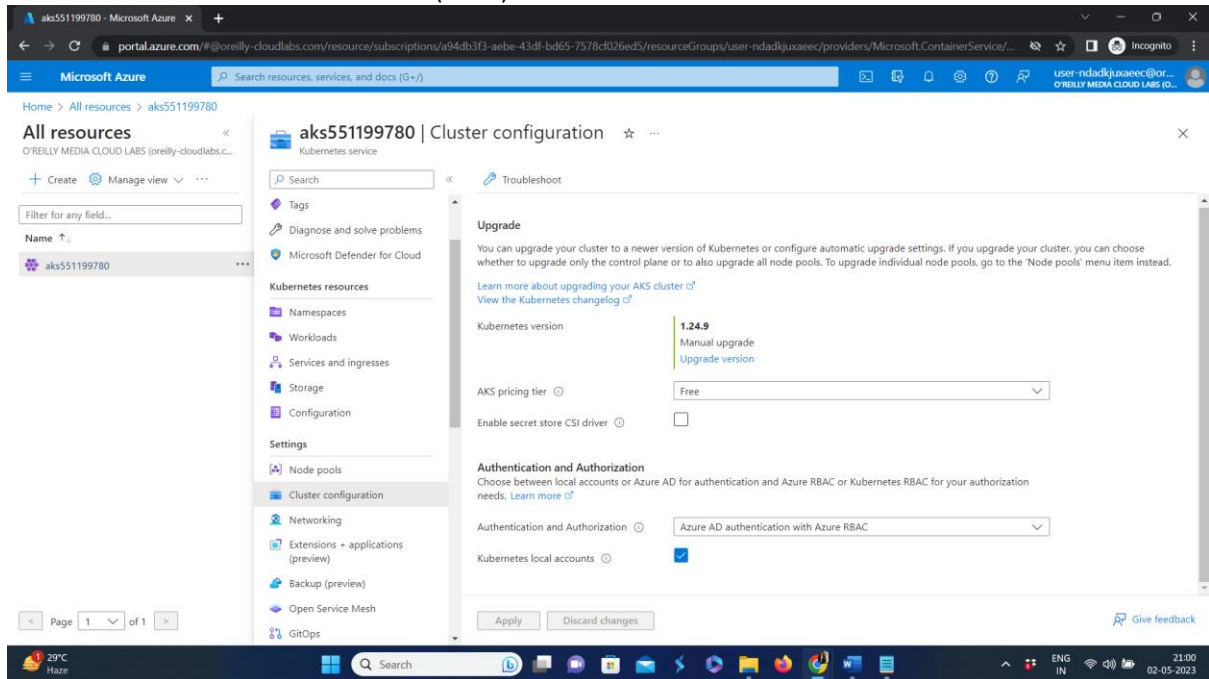 aks551199780 - Microsoft Azure
portal.azure.com/#@oreilly-cloudlabs.com/resource/subscriptions/a94db3f3-aebe-43df-bd65-7578cf026ed5/resourceGroups/user-ndadkjuxaeec/providers/Microsoft.ContainerService/...
Incognito
Microsoft Azure
Search resources, services, and docs (G+/)
user-ndadkjuxaeec@or...
O'REILLY MEDIA CLOUD LABS (O...
Home > All resources > aks551199780
All resources
O'REILLY MEDIA CLOUD LABS (oreilly-cloudlabs.c...
Create
Manage view
Filter for any field...
Name
aks551199780
Page 1 of 1
aks551199780 | Cluster configuration
Kubernetes service
Search
Tags
Diagnose and solve problems
Microsoft Defender for Cloud
Kubernetes resources
Namespaces
Workloads
Services and ingresses
Storage
Configuration
Settings
Node pools
Cluster configuration
Networking
Extensions + applications
(preview)
Backup (preview)
Open Service Mesh
GitOps
Troubleshoot
Upgrade
You can upgrade your cluster to a newer version of Kubernetes or configure automatic upgrade settings. If you upgrade your cluster, you can choose
whether to upgrade only the control plane or to also upgrade all node pools. To upgrade individual node pools, go to the 'Node pools' menu item instead.
Learn more about upgrading your AKS cluster
View the Kubernetes changelog
Kubernetes version
1.24.9
Manual upgrade
Upgrade version
AKS pricing tier
Free
Enable secret store CSI driver
Authentication and Authorization
Choose between local accounts or Azure AD for authentication and Azure RBAC or Kubernetes RBAC for your authorization
needs. Learn more
Authentication and Authorization
Azure AD authentication with Azure RBAC
Kubernetes local accounts
Apply
Discard changes
Give feedback
29°C
Haze
Search
ENG
IN
21:00
02-05-2023